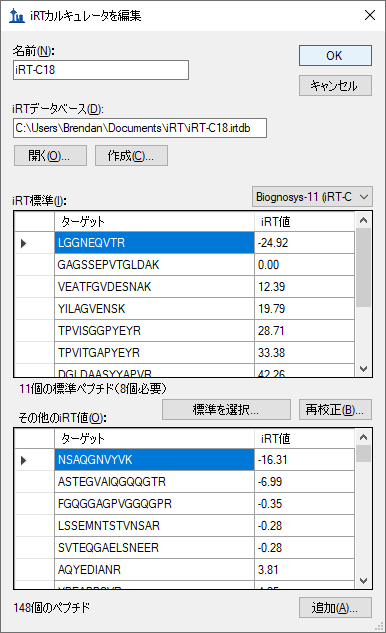 iRTカルキュレータを編集
名前(N):
OK
iRT-C18
キャンセル
iRTデータベース(D):
C:\Users\Brendan\Documents\iRT\iRT-C18.irtdb
開く(O)... 作成(C)...
iRT標準(I): Biognosys-11 (iRT-C
ターゲット iRT値
LGGNEQVTR -24.92
GAGSSEPVTGLDAK 0.00
VEATFGVDESNAK 12.39
YILAGVENSK 19.79
TPVISGGPYEYR 28.71
TPVITGAPYEYR 33.38
DGLDAASYYAPVR 42.26
11個の標準ペプチド(8個必要)
標準を選択... 再校正(B)...
その他のiRT値(O):
ターゲット iRT値
NSAQGNVYVK -16.31
ASTEGVAIQGQQGTR -6.99
FGQGGAGPVGGQGPR -0.35
LSSEMNTSTVNSAR -0.28
SVTEQGAELSNEER -0.28
AQYEDIANR 3.81
148個のペプチド 追加(A)...